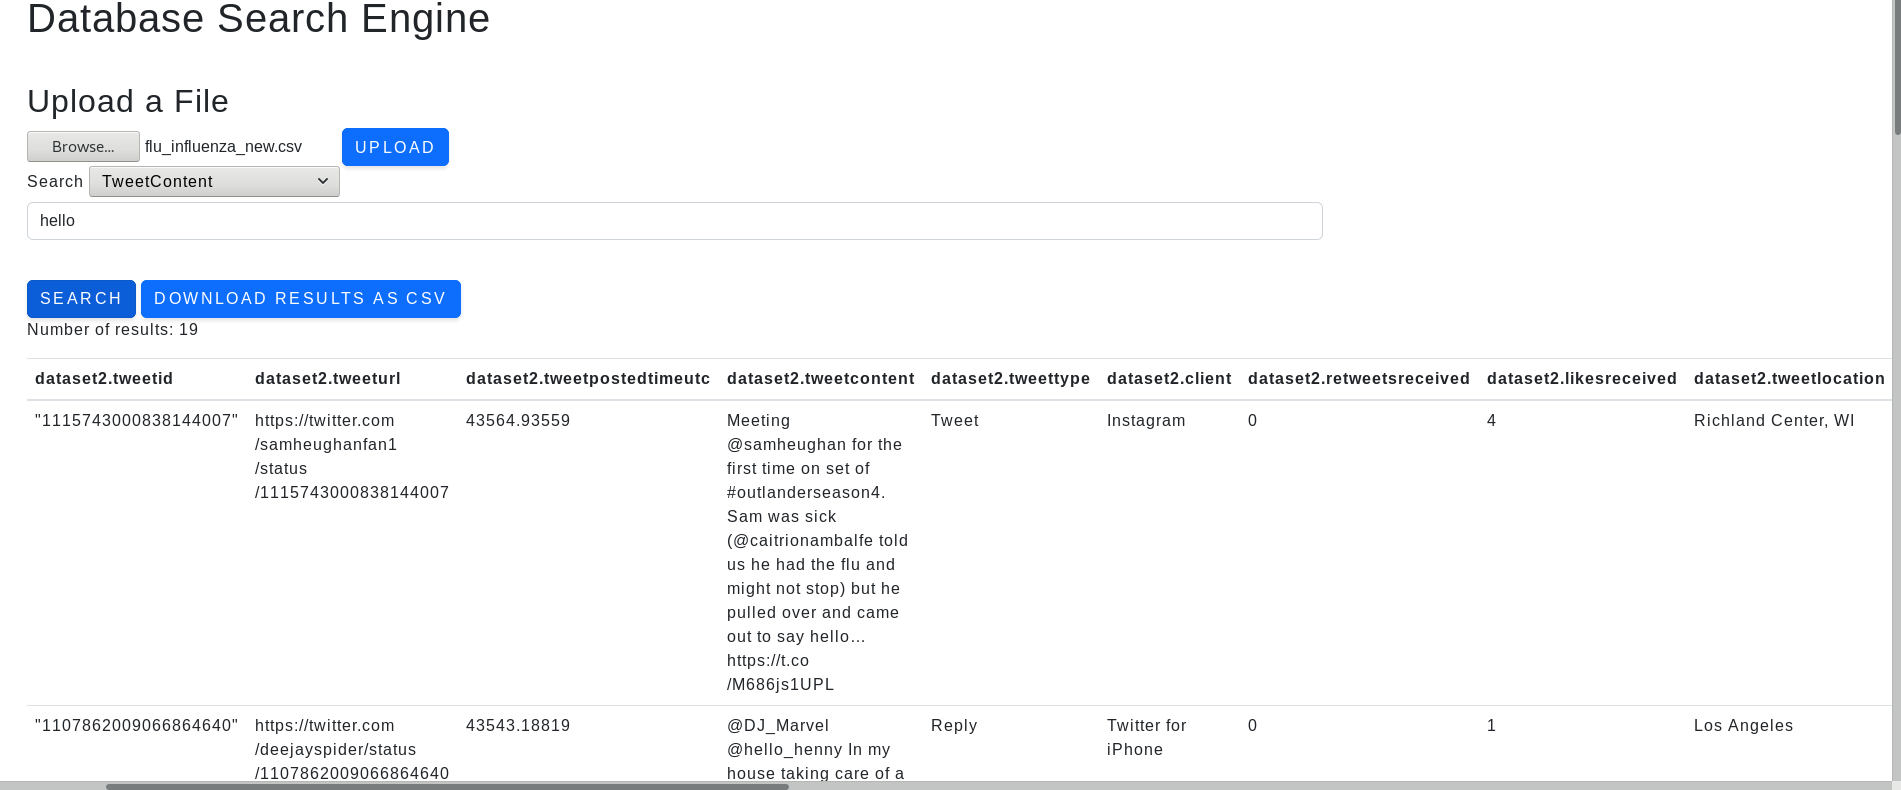 Database Search Engine
Upload a File
Browse... flu_influenza_new.csv UPLOAD
Search TweetContent
hello
SEARCH DOWNLOAD RESULTS AS CSV
Number of results: 19
dataset2.tweetid dataset2.tweeturl dataset2.tweetpostedtimeutc dataset2.tweetcontent dataset2.tweettype dataset2.client dataset2.retweetsreceived dataset2.likesreceived dataset2.tweetlocation
"1115743000838144007" https://twitter.com 43564.93559 Meeting Tweet Instagram 0 4 Richland Center, WI
/samheughanfan1 @samheughan for the
/status first time on set of
/1115743000838144007 #outlanderseason4.
Sam was sick
(@caitrionambalfe told
us he had the flu and
might not stop) but he
pulled over and came
out to say hello…
https://t.co
/M686js1UPL
"1107862009066864640" https://twitter.com 43543.18819 @DJ_Marvel Reply Twitter for 0 1 Los Angeles
/deejayspider/status @hello_henny In my iPhone
/1107862009066864640 house taking care of a